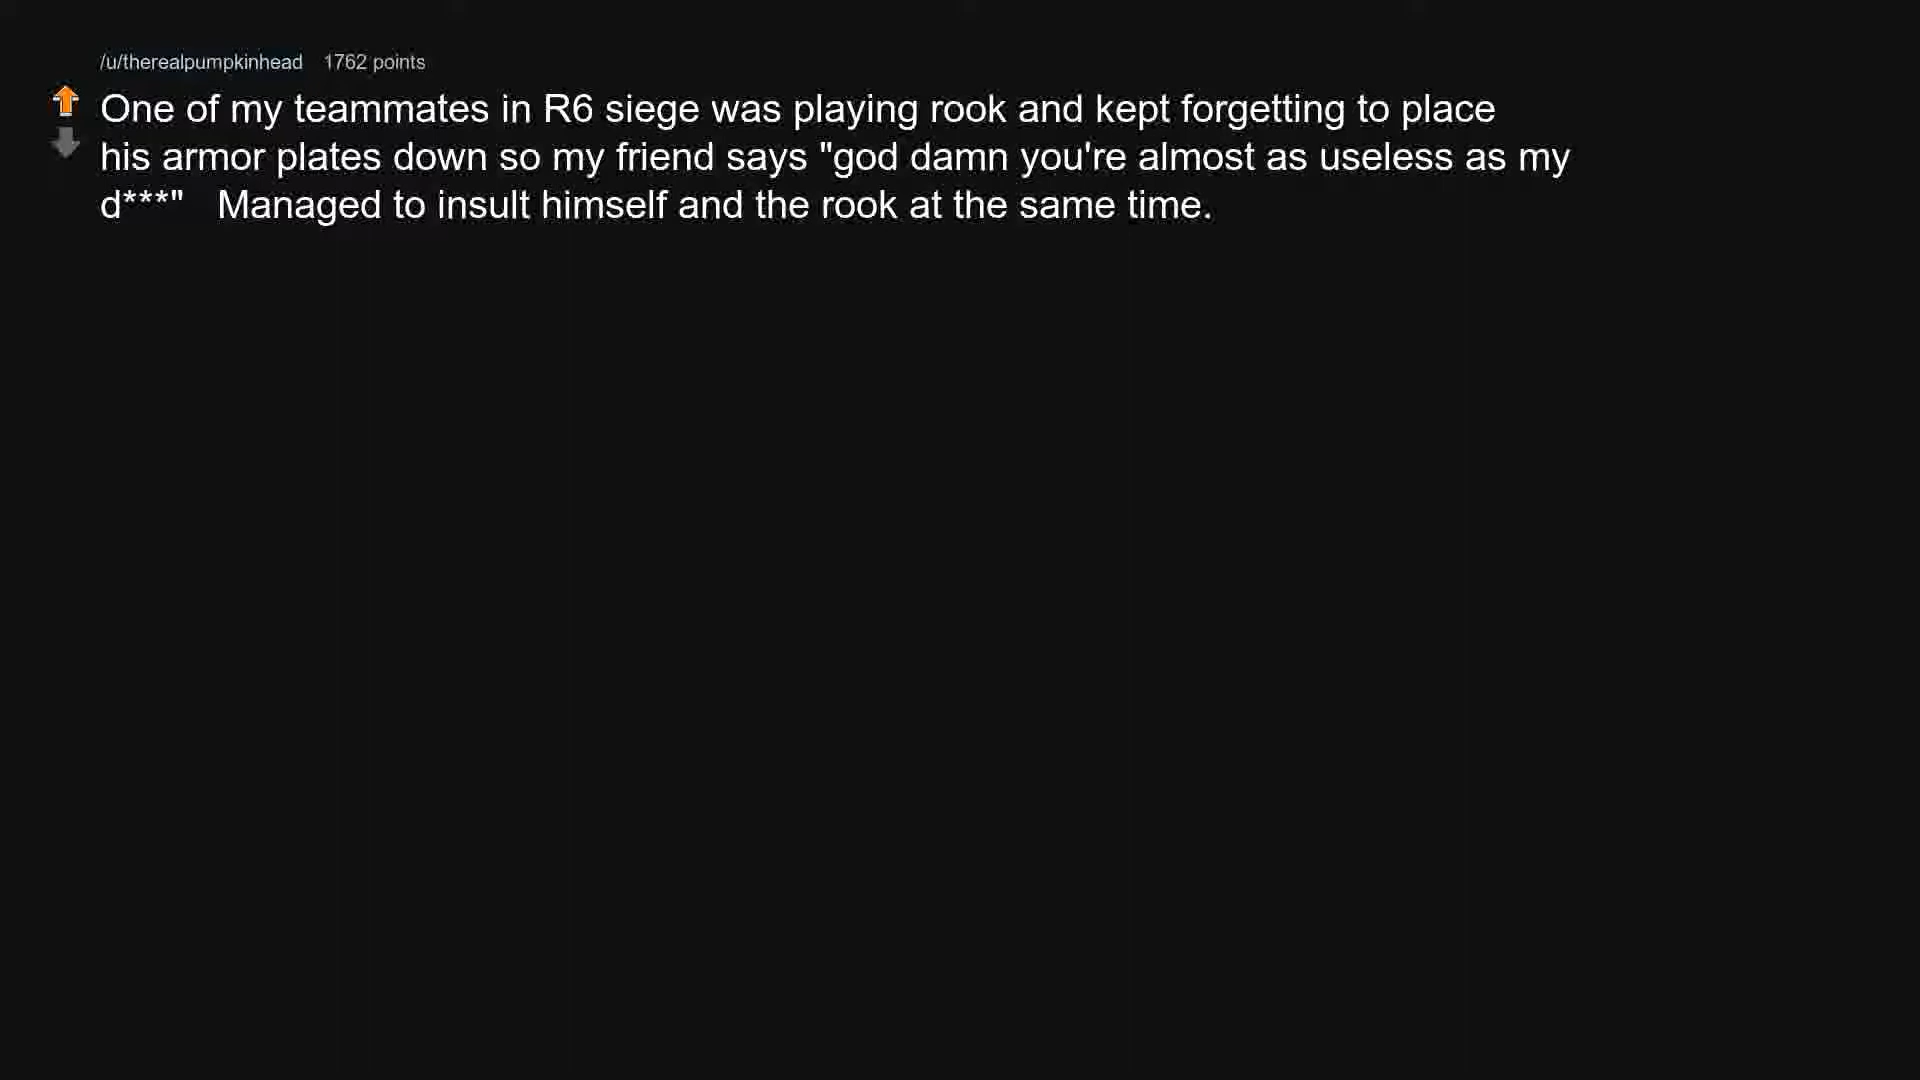 /u/therealpumpkinhead 1762 points
One of my teammates in R6 siege was playing rook and kept forgetting to place
his armor plates down so my friend says "god damn you're almost as useless as my
d***" Managed to insult himself and the rook at the same time.